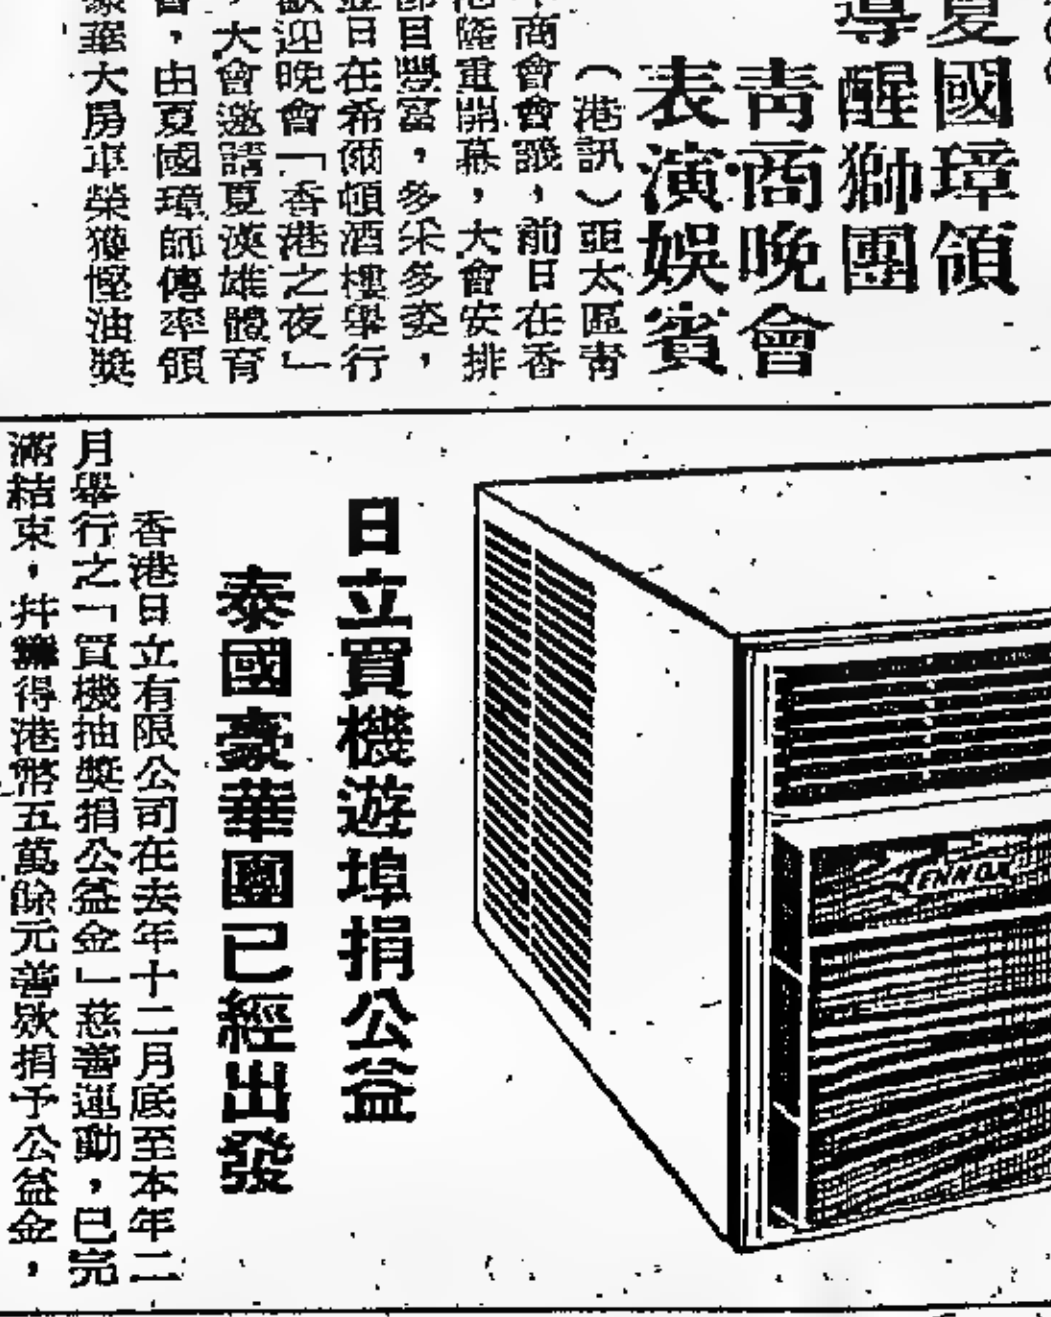 夏國璋領
導醒獅團
青商晚會
表演娛賓
（港訊）亞太區青
商會會議，前日在香
隆重開幕，大會安排
節目豐富，多采多姿，
日在希爾頓酒樓舉行
歡迎晚會「香港之夜」
，大會邀請夏漢雄體育
會，由夏國璋師傅率領
豪華大房車榮獲慳油獎
日立買機遊埠捐公益
泰國豪華團已經出發
香港日立有限公司在去年十二月底至本年二
月舉行之「買機抽獎捐公益金」慈善運動，已完
滿結束，幷籌得港幣五萬餘元善欵捐予公益金，
LENNOX